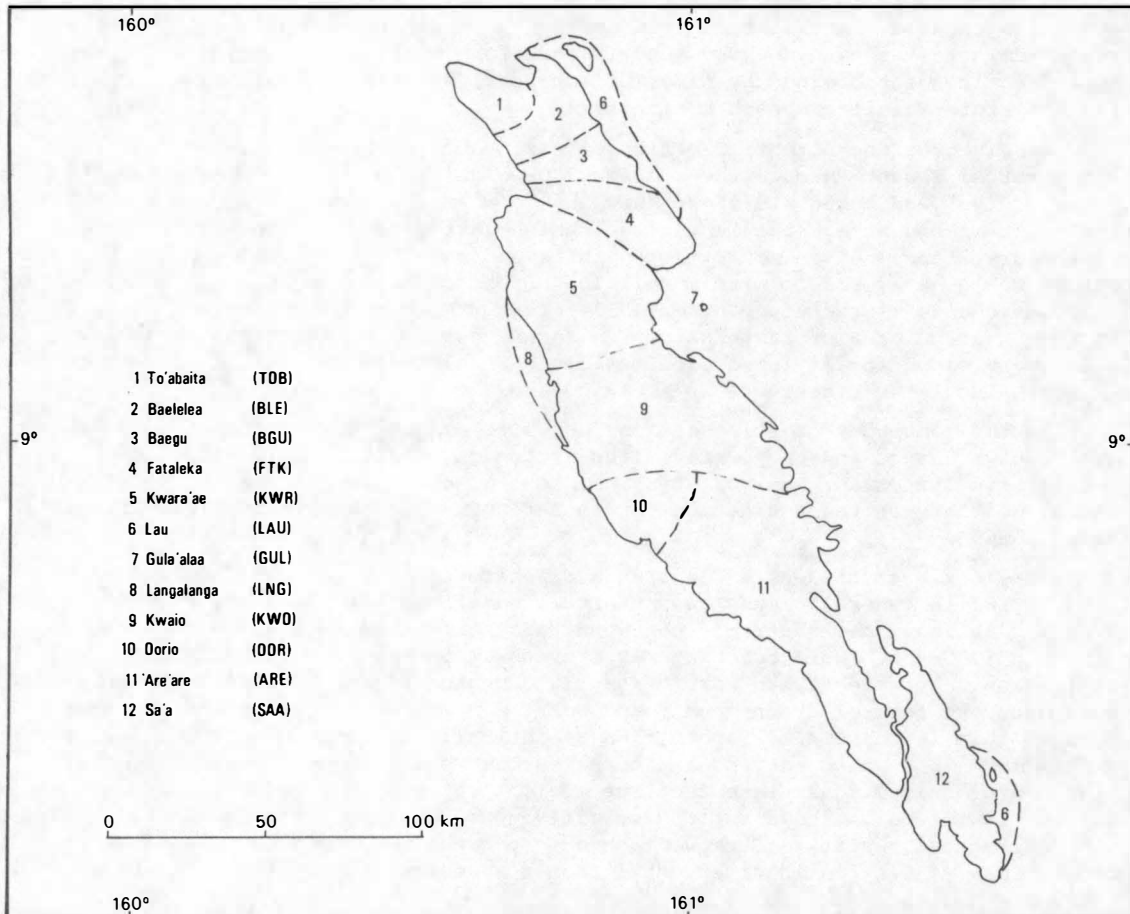 160° 161°
1
2
6
3
4
5
7
8
9
10
11
12
6
9° 9°
1 To'abaita (TOB)
2 Baelelea (BLE)
3 Baegu (BGU)
4 Fataleka (FTK)
5 Kwara'ae (KWR)
6 Lau (LAU)
7 Gula'alaa (GUL)
8 Langalanga (LNG)
9 Kwaio (KWO)
10 Oorio (OOR)
11 'Are'are (ARE)
12 Sa'a (SAA)
0 50 100 km
160° 161°